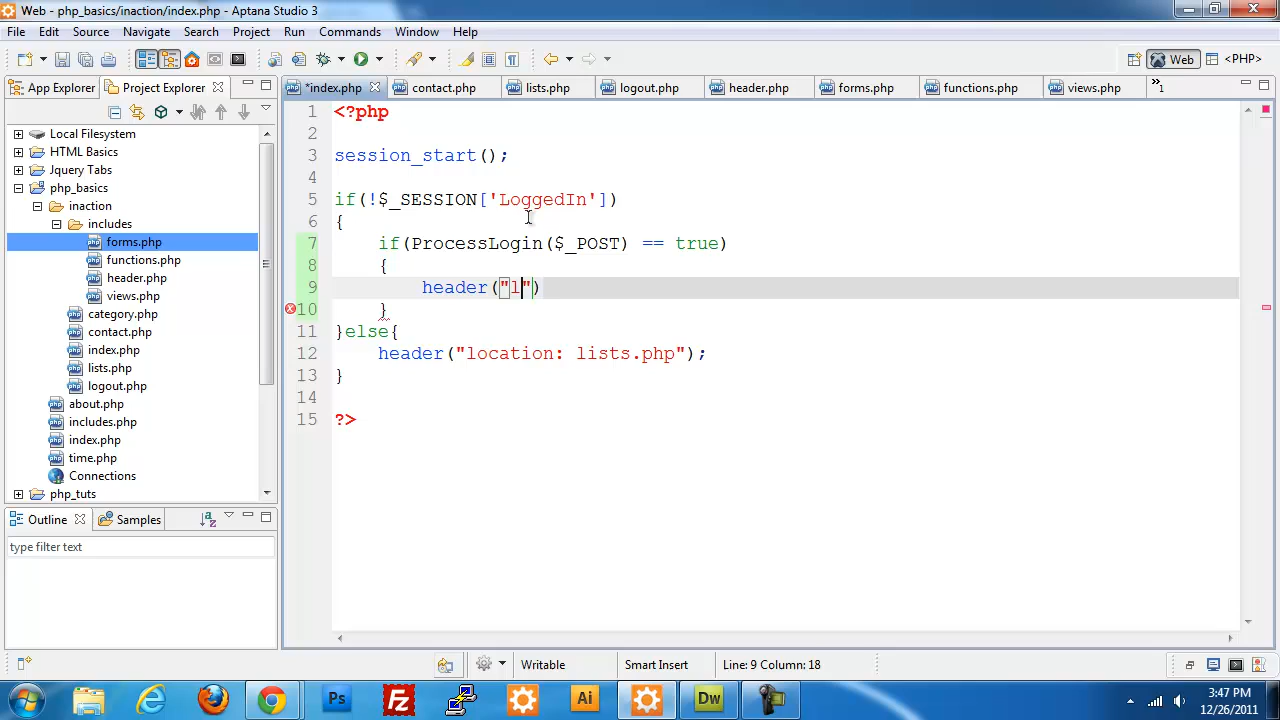 Web - php_basics/inaction/index.php - Aptana Studio 3
File Edit Source Navigate Search Project Run Commands Window Help
Web <PHP>
App Explorer Project Explorer
*index.php contact.php lists.php logout.php header.php forms.php functions.php views.php »1
Local Filesystem
HTML Basics
Jquery Tabs
php_basics
inaction
includes
forms.php
functions.php
header.php
views.php
category.php
contact.php
index.php
lists.php
logout.php
about.php
includes.php
index.php
time.php
Connections
php_tuts
Outline Samples
type filter text
1 <?php
2
3 session_start();
4
5 if(!$_SESSION['LoggedIn'])
6 {
7 if(ProcessLogin($_POST) == true)
8 {
9 header("l")
10 }
11 }else{
12 header("location: lists.php");
13 }
14
15 ?>
Writable Smart Insert Line: 9 Column: 18
Ps Fz Ai Dw
3:47 PM
12/26/2011